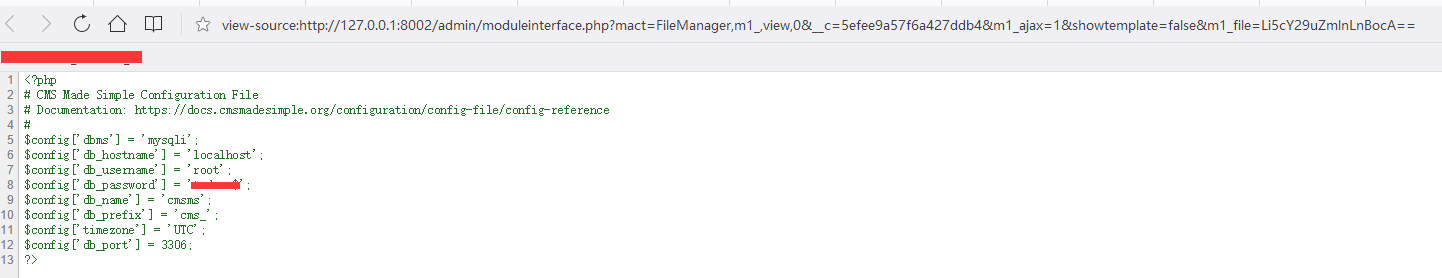 view-source:http://127.0.0.1:8002/admin/moduleinterface.php?mact=FileManager,m1_,view,0&__c=5efee9a57f6a427ddb4&m1_ajax=1&showtemplate=false&m1_file=Li5cY29uZmlnLnBocA==
1 <?php
2 # CMS Made Simple Configuration File
3 # Documentation: https://docs.cmsmadesimple.org/configuration/config-file/config-reference
4 #
5 $config['dbms'] = 'mysqli';
6 $config['db_hostname'] = 'localhost';
7 $config['db_username'] = 'root';
8 $config['db_password'] = '';
9 $config['db_name'] = 'cmsms';
10 $config['db_prefix'] = 'cms_';
11 $config['timezone'] = 'UTC';
12 $config['db_port'] = 3306;
13 ?>